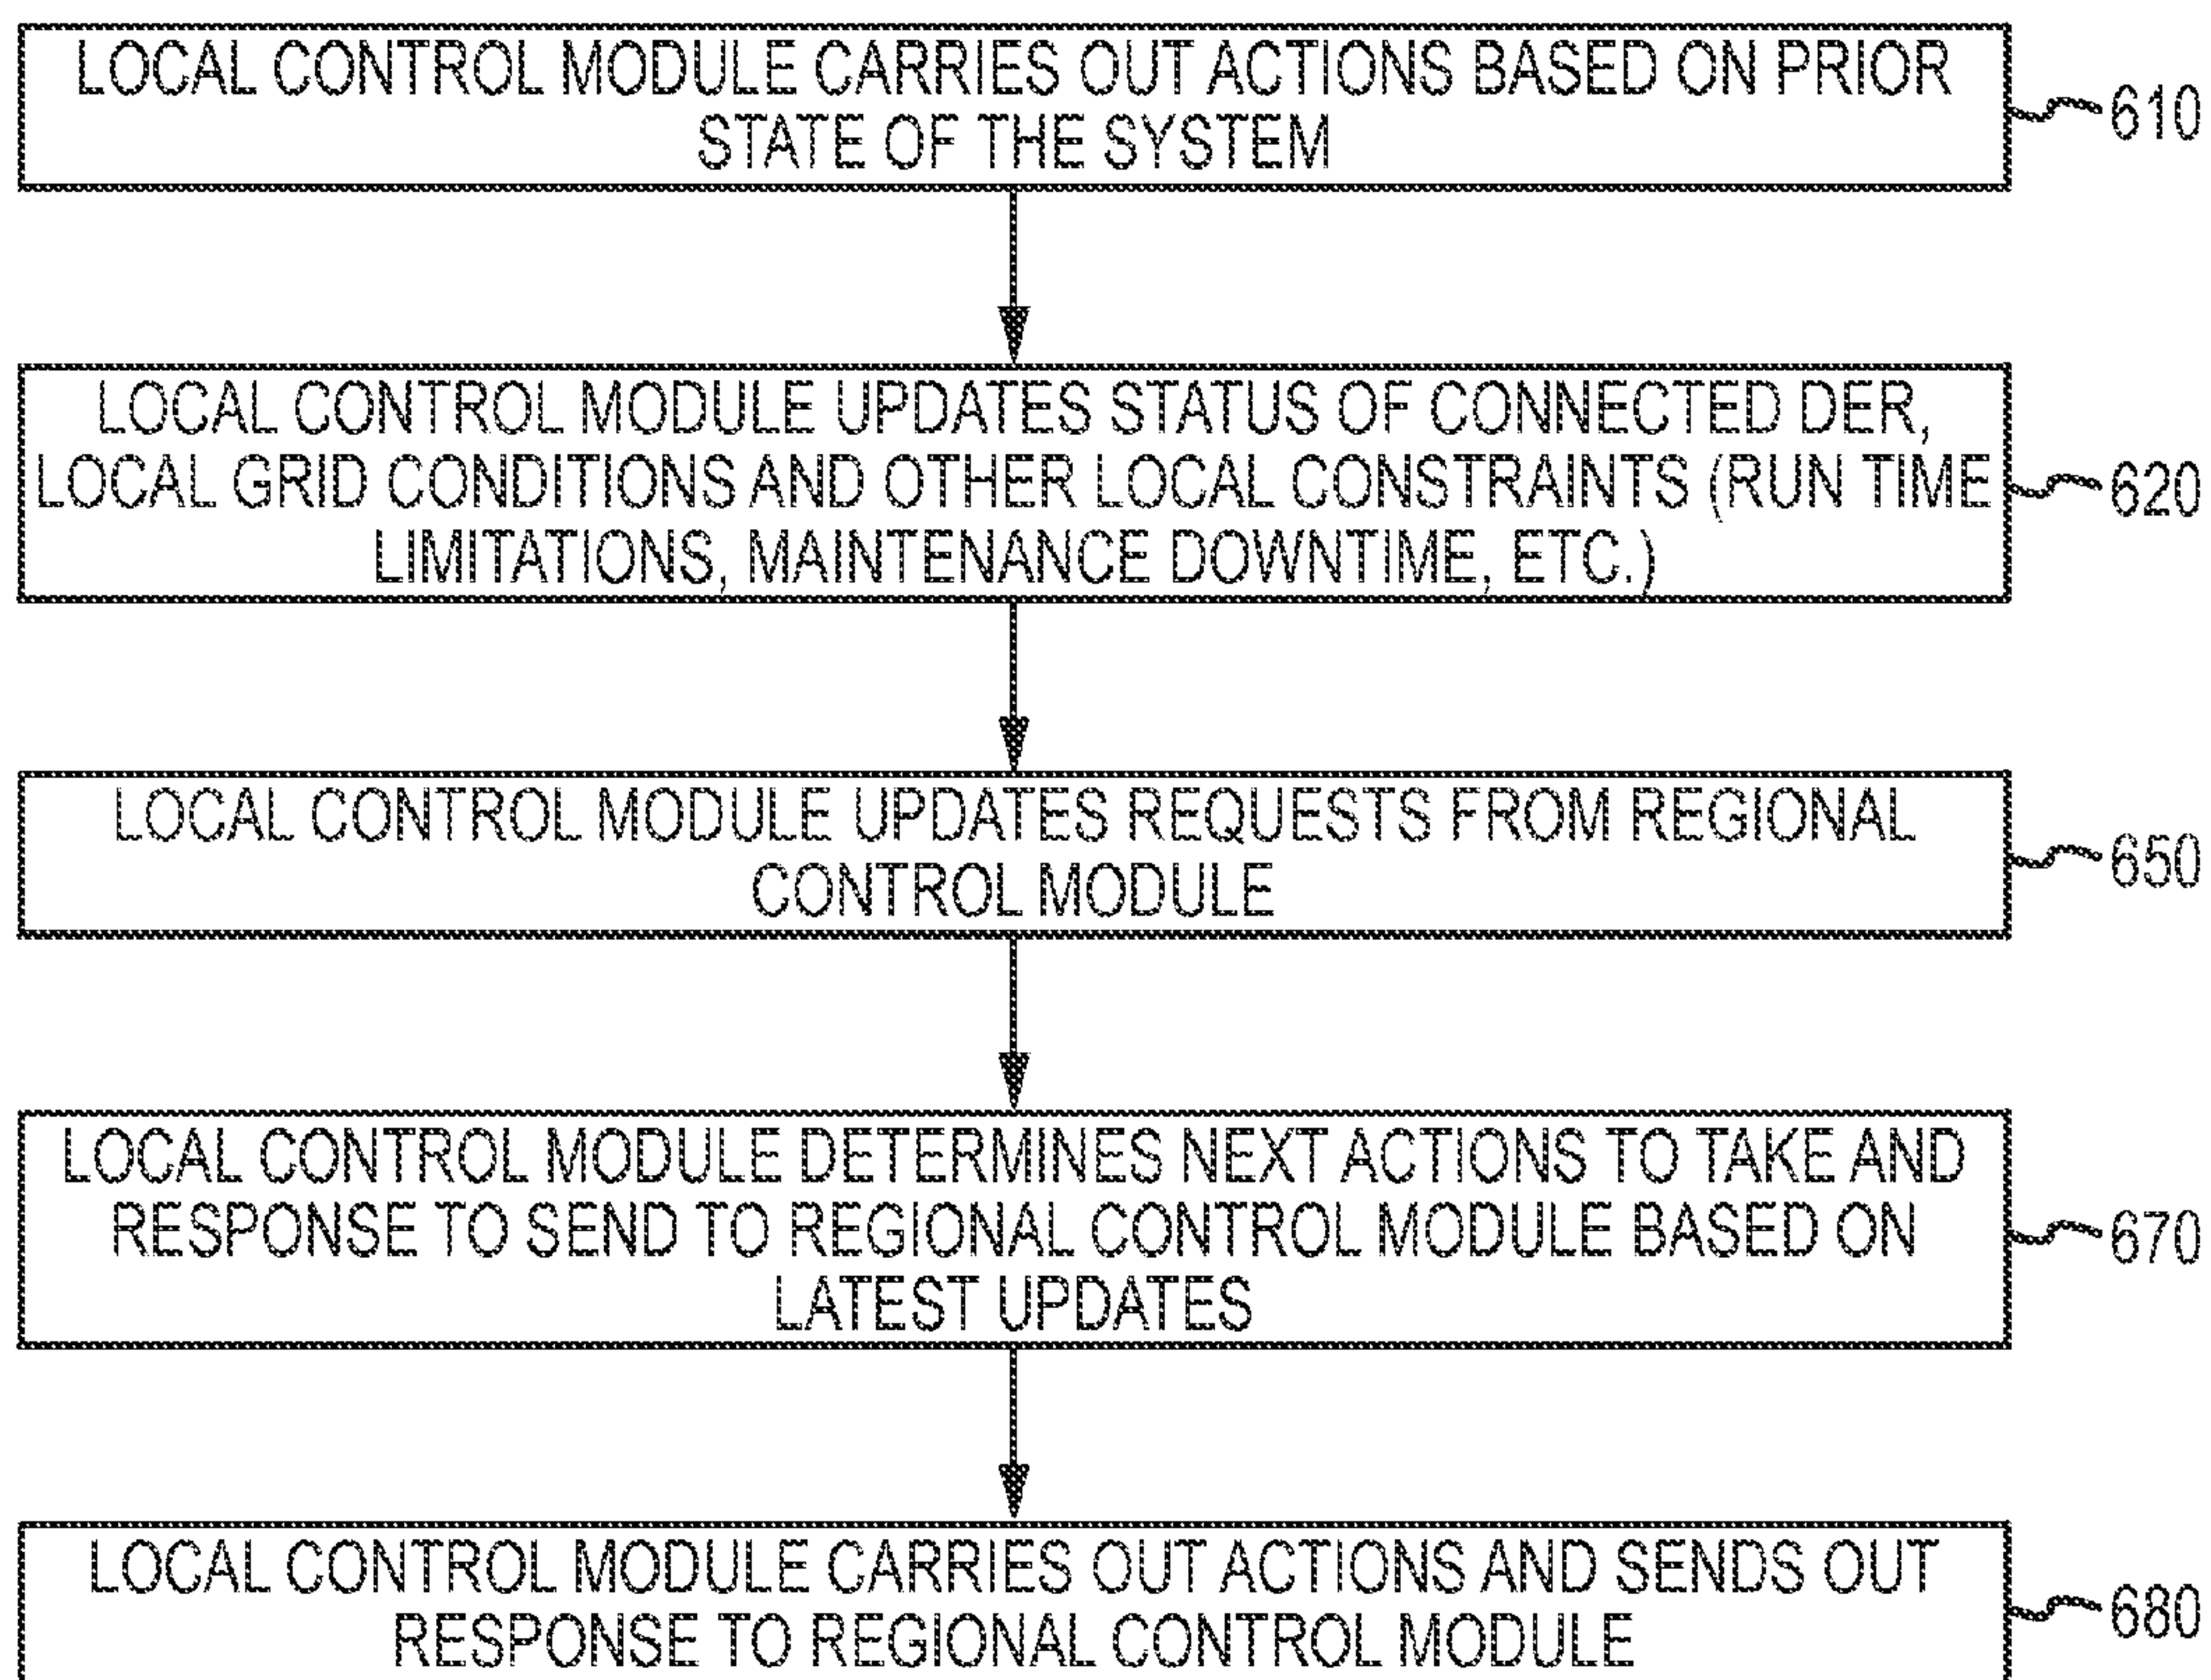 LOCAL CONTROL MODULE CARRIES OUT ACTIONS BASED ON PRIOR
STATE OF THE SYSTEM
610
LOCAL CONTROL MODULE UPDATES STATUS OF CONNECTED DER,
LOCAL GRID CONDITIONS AND OTHER LOCAL CONSTRAINTS (RUN TIME
LIMITATIONS, MAINTENANCE DOWNTIME, ETC.)
620
LOCAL CONTROL MODULE UPDATES REQUESTS FROM REGIONAL
CONTROL MODULE
650
LOCAL CONTROL MODULE DETERMINES NEXT ACTIONS TO TAKE AND
RESPONSE TO SEND TO REGIONAL CONTROL MODULE BASED ON
LATEST UPDATES
670
LOCAL CONTROL MODULE CARRIES OUT ACTIONS AND SENDS OUT
RESPONSE TO REGIONAL CONTROL MODULE
680